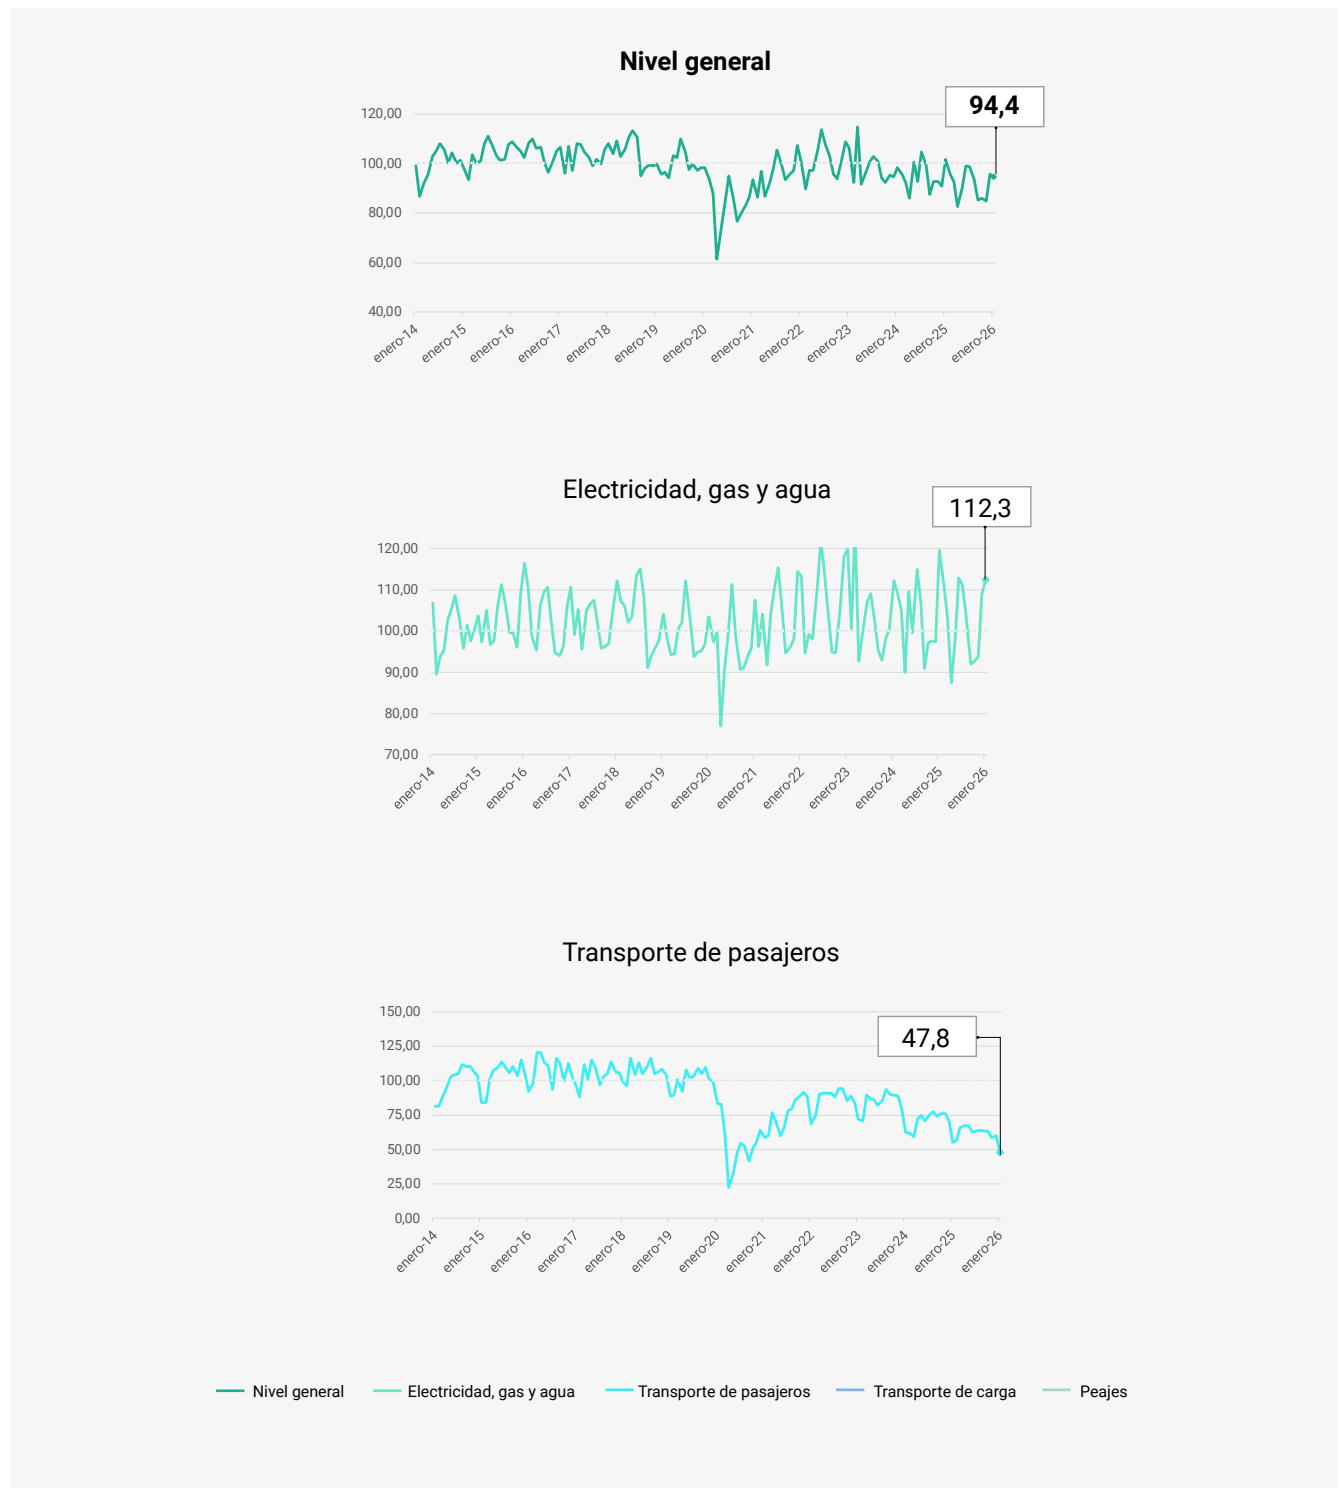 Nivel general
94,4
120,00
100,00
80,00
60,00
40,00
enero-14
enero-15
enero-16
enero-17
enero-18
enero-19
enero-20
enero-21
enero-22
enero-23
enero-24
enero-25
enero-26
Electricidad, gas y agua
112,3
120,00
110,00
100,00
90,00
80,00
70,00
enero-14
enero-15
enero-16
enero-17
enero-18
enero-19
enero-20
enero-21
enero-22
enero-23
enero-24
enero-25
enero-26
Transporte de pasajeros
47,8
150,00
125,00
100,00
75,00
50,00
25,00
0,00
enero-14
enero-15
enero-16
enero-17
enero-18
enero-19
enero-20
enero-21
enero-22
enero-23
enero-24
enero-25
enero-26
Nivel general Electricidad, gas y agua Transporte de pasajeros Transporte de carga Peajes